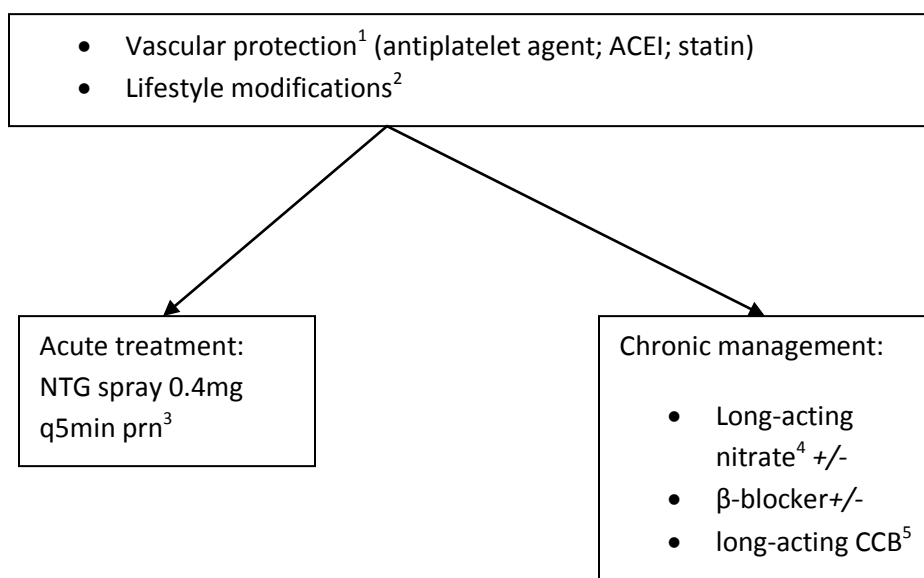 • Vascular protection¹ (antiplatelet agent; ACEI; statin)
• Lifestyle modifications²
Acute treatment:
NTG spray 0.4mg
q5min prn³
Chronic management:
• Long-acting
nitrate⁴ +/-
• β-blocker+/-
• long-acting CCB⁵